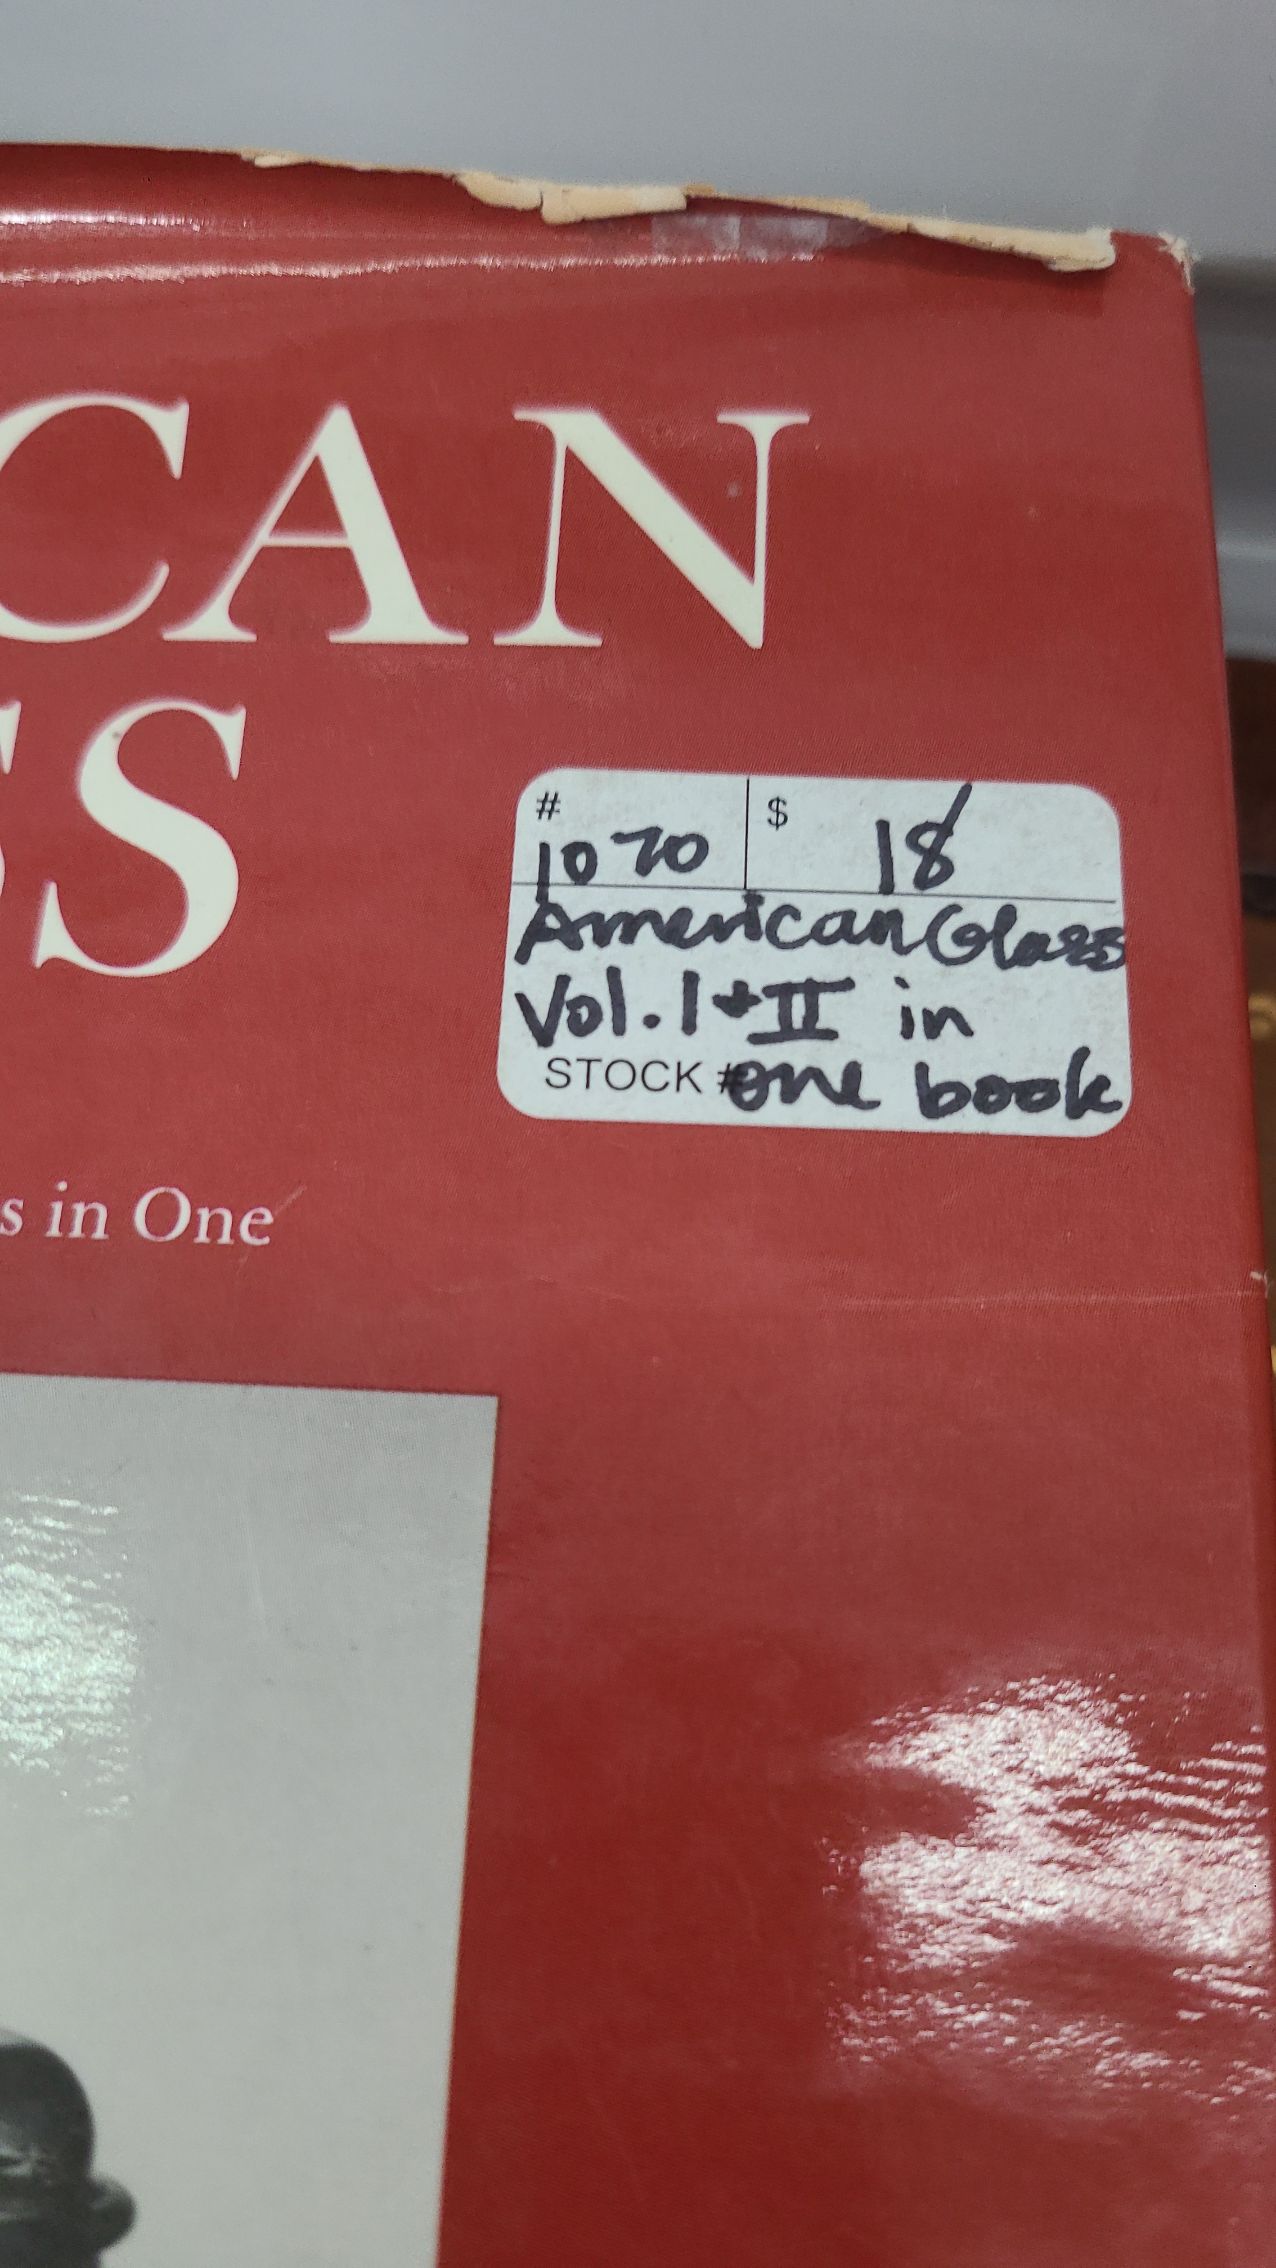 CAN
SS
# 1070 $ 18
American Glass
Vol. I + II in
STOCK # one book
s in One